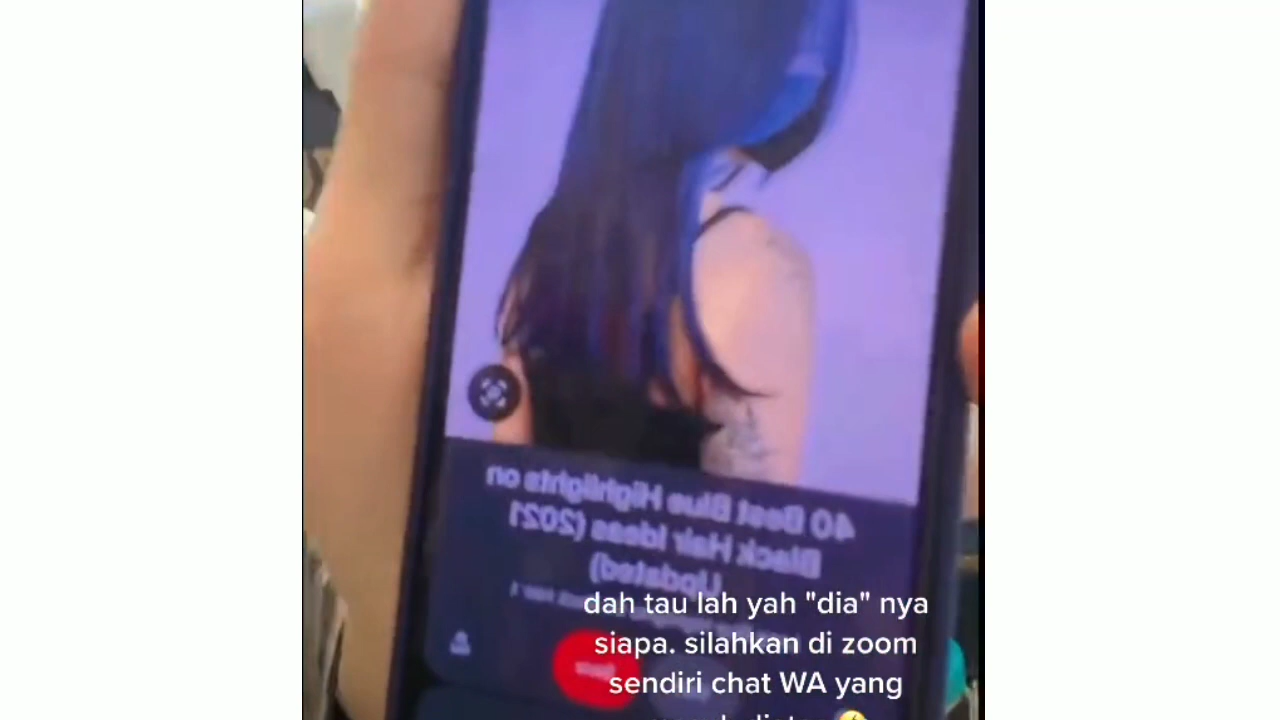 40 Best Blue Highlights on
Black Hair Ideas (2021
Updated)
dah tau lah yah "dia" nya
siapa. silahkan di zoom
sendiri chat WA yang